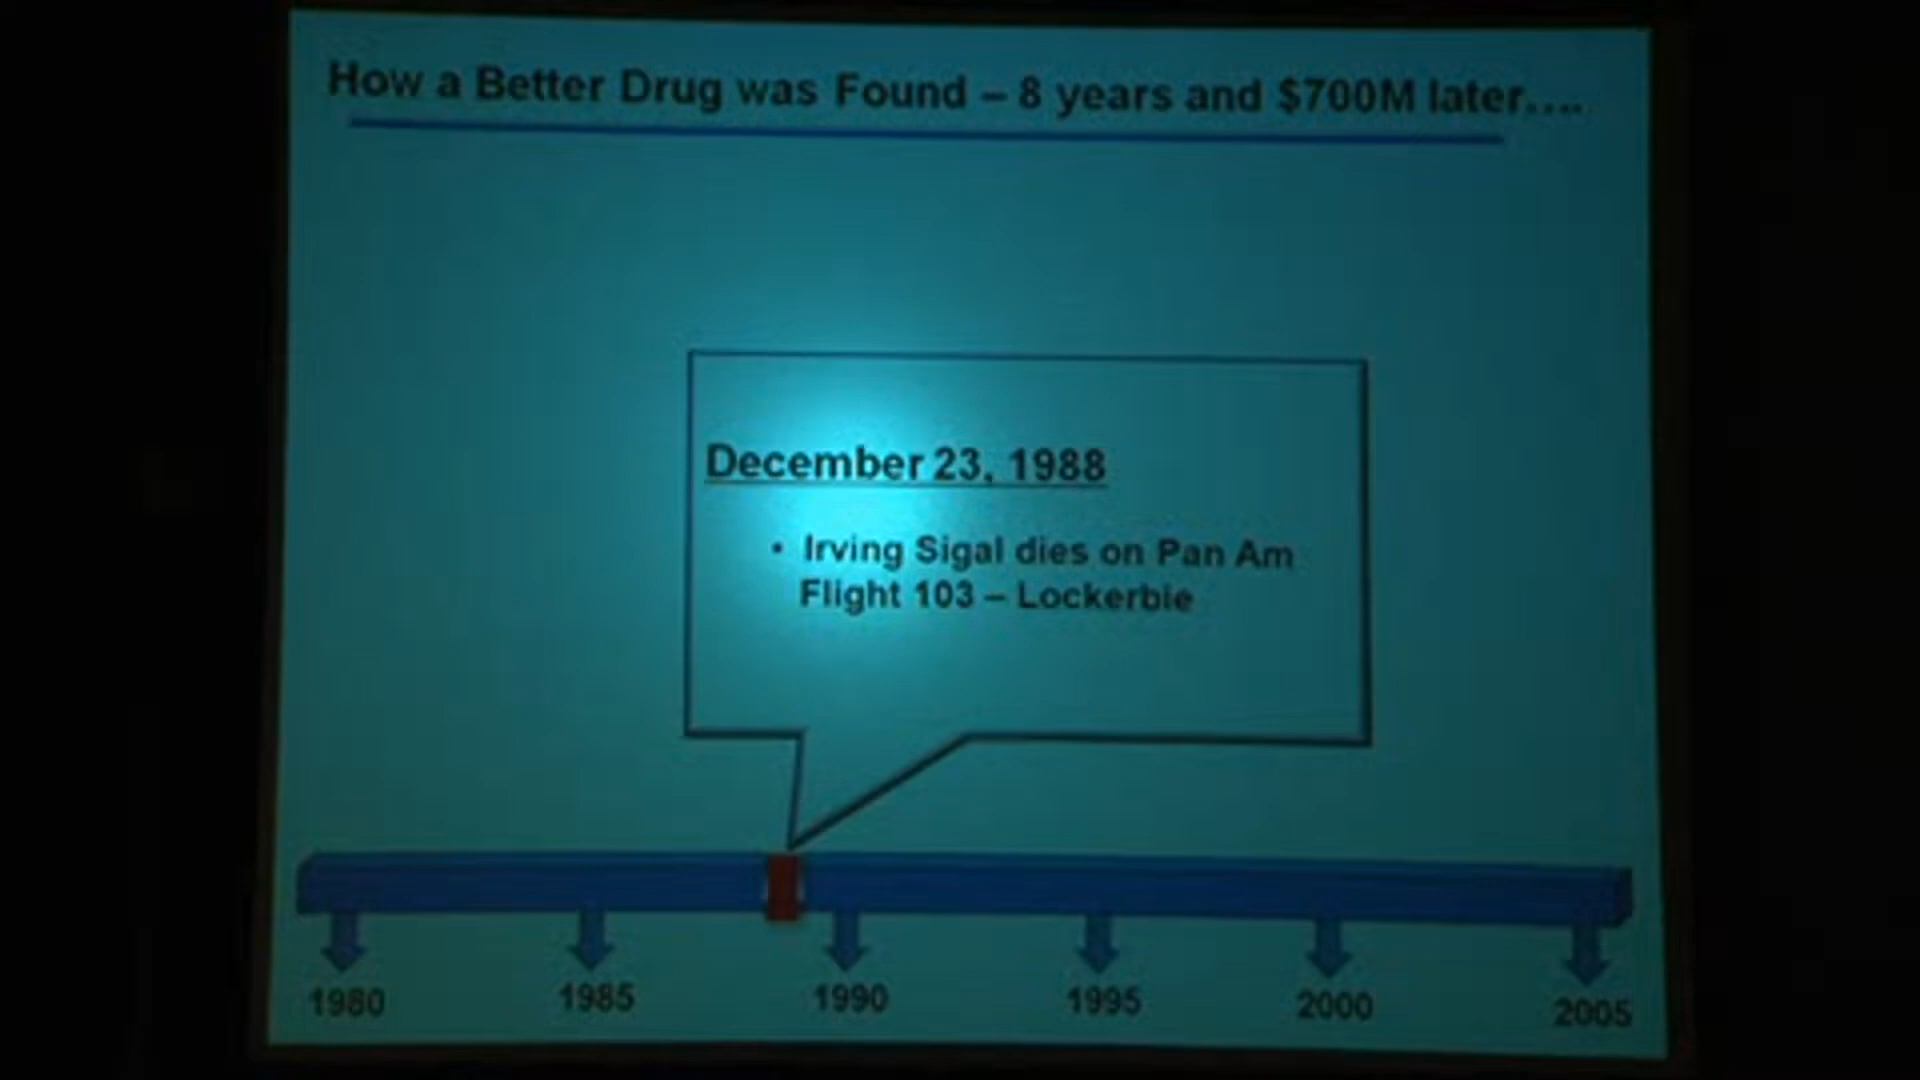 How a Better Drug was Found – 8 years and $700M later....
December 23, 1988
• Irving Sigal dies on Pan Am
Flight 103 – Lockerbie
1980 1985 1990 1995 2000 2005